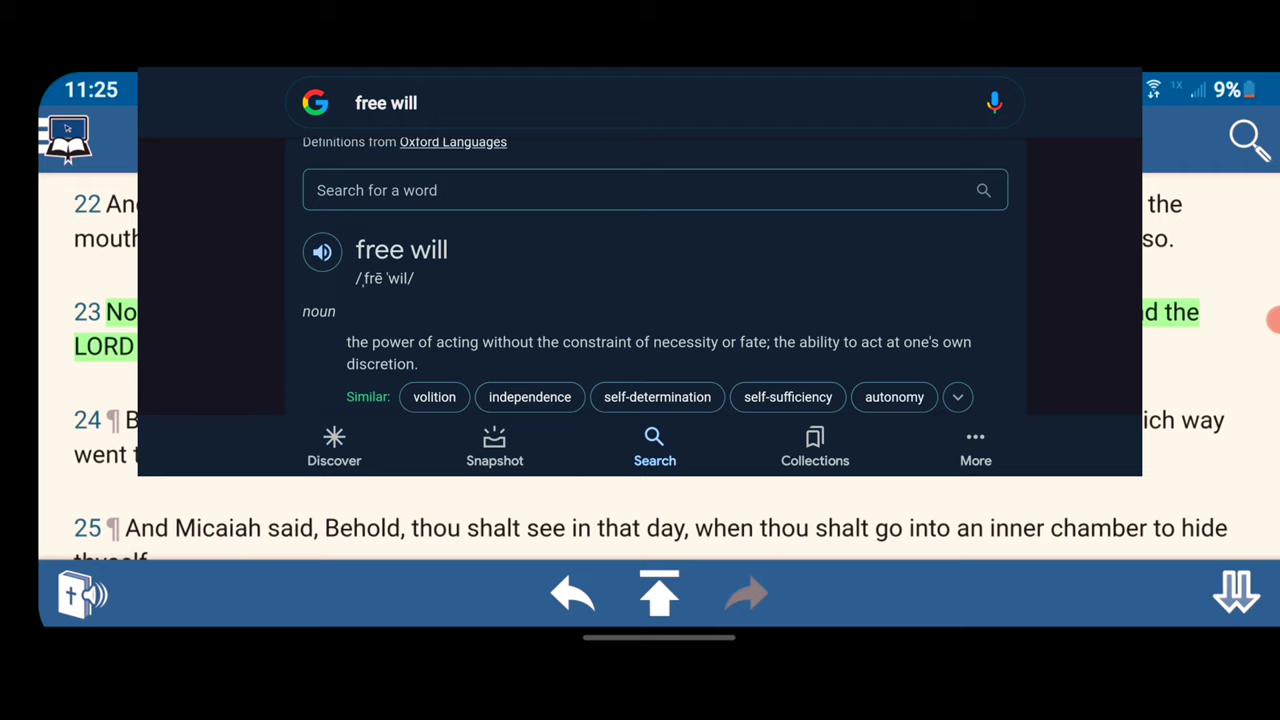 11:25
1X
9%
free will
Definitions from Oxford Languages
Search for a word
free will
/ˌfrē ˈwil/
noun
the power of acting without the constraint of necessity or fate; the ability to act at one's own
discretion.
Similar: volition independence self-determination self-sufficiency autonomy
Discover Snapshot Search Collections More
22 the
mouth so.
23 d the
LORD
24 ¶ ich way
went
25 ¶ And Micaiah said, Behold, thou shalt see in that day, when thou shalt go into an inner chamber to hide